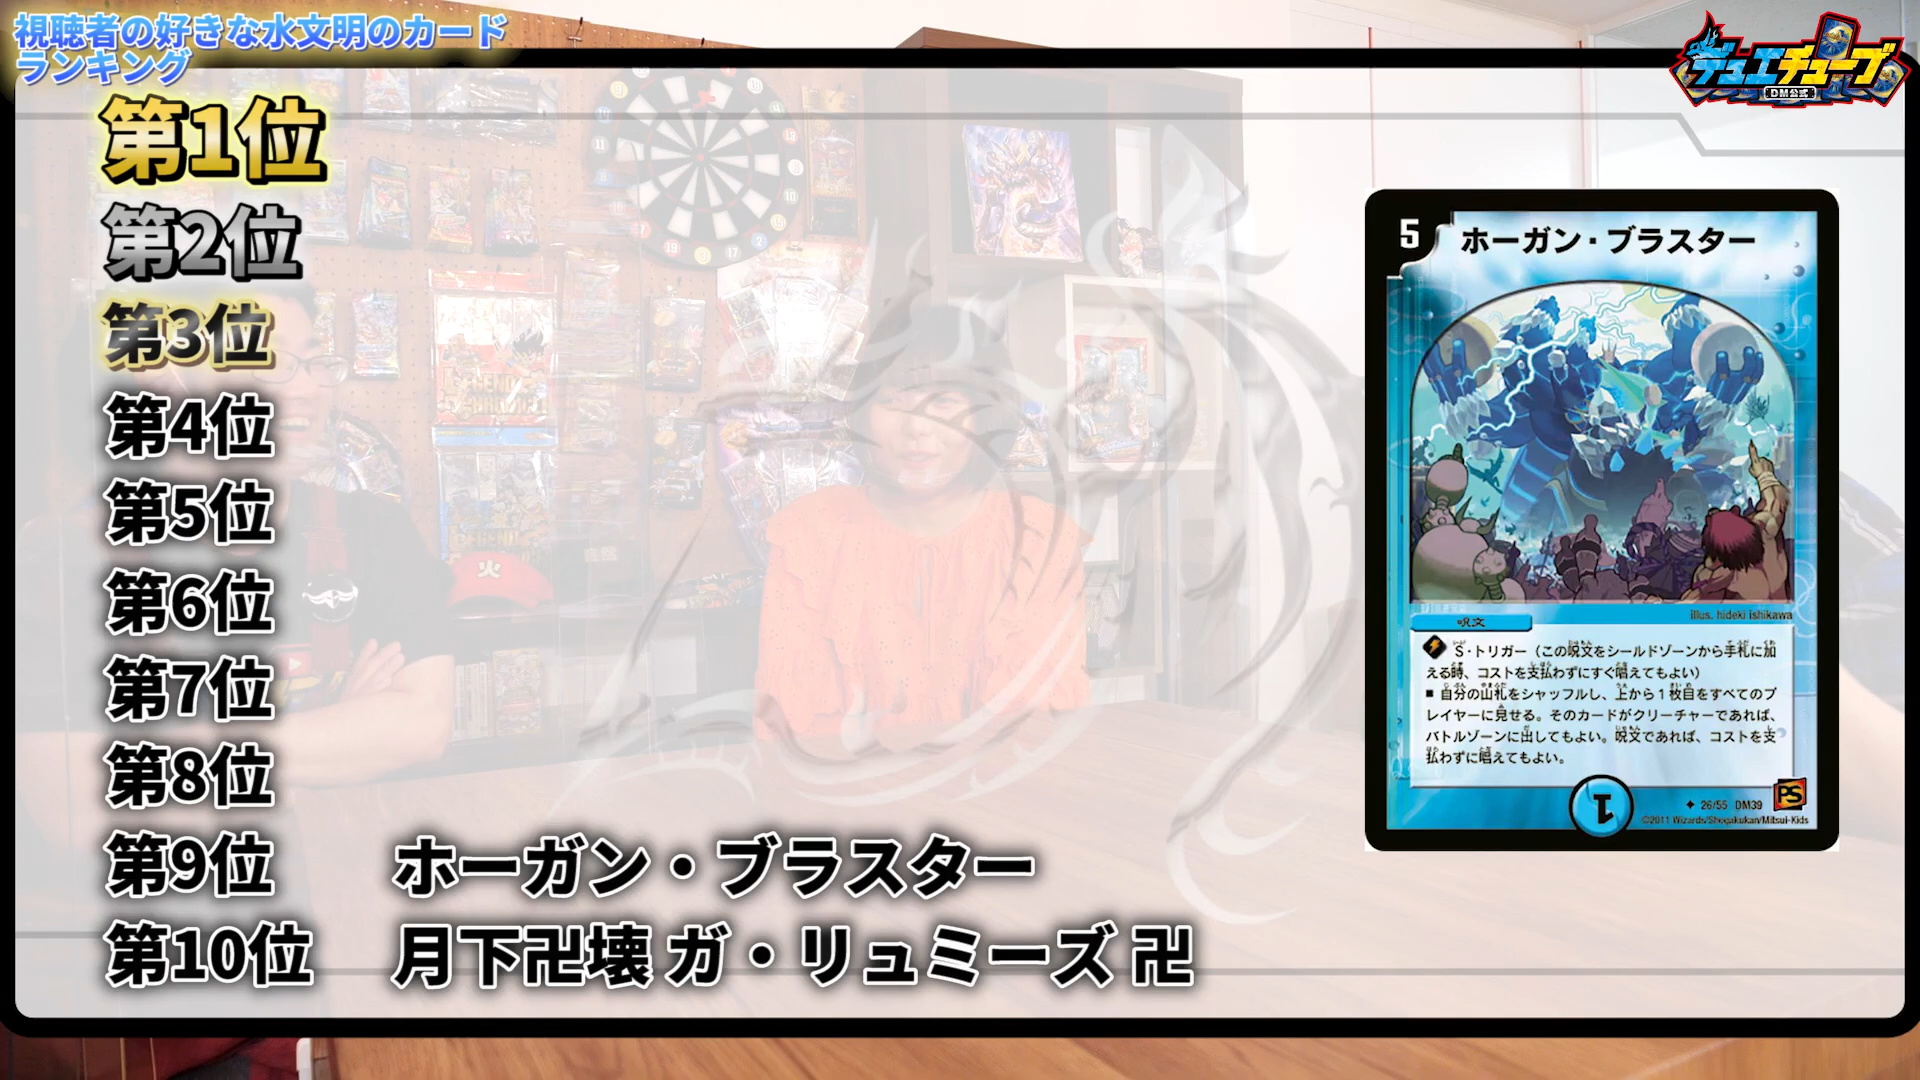 視聴者の好きな水文明のカード
ランキング
デュエチューブ
DM公式
第1位
第2位
第3位
第4位
第5位
第6位
第7位
第8位
第9位 ホーガン・ブラスター
第10位 月下卍壊 ガ・リュミーズ 卍
5 ホーガン・ブラスター
illus. hideki ishikawa
呪文
S・トリガー（この呪文をシールドゾーンから手札に加
える時、コストを支払わずにすぐ唱えてもよい）
■ 自分の山札をシャッフルし、上から1枚目をすべてのプ
レイヤーに見せる。そのカードがクリーチャーであれば、
バトルゾーンに出してもよい。呪文であれば、コストを支
払わずに唱えてもよい。
1
26/55 DM39
PS
©2011 Wizards/Shogakukan/Mitsui-Kids
火